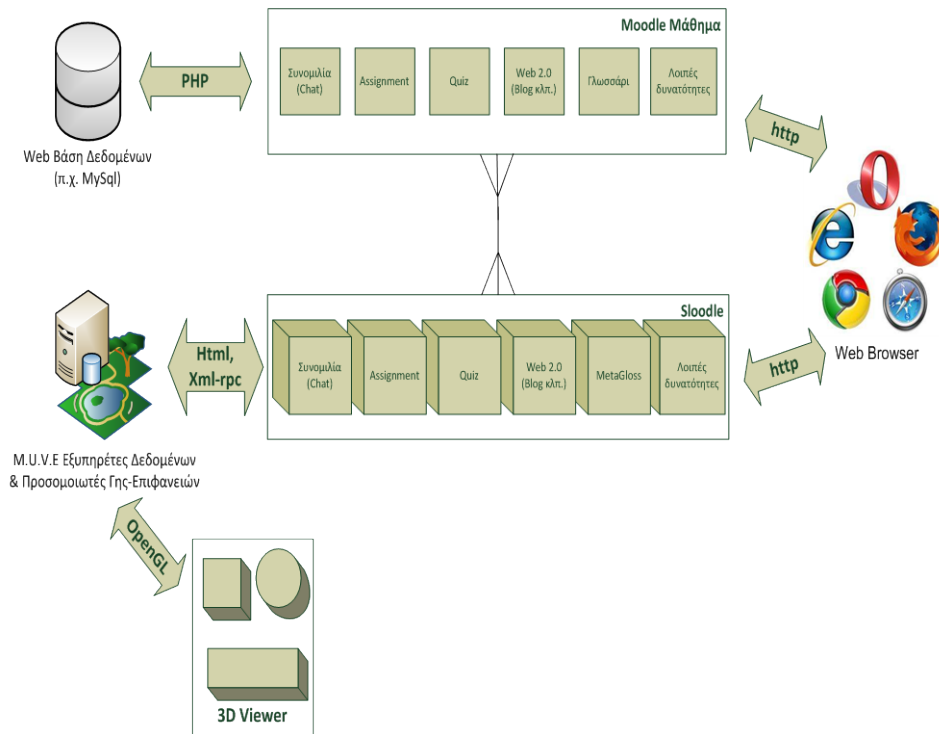 Moodle Μάθημα
Συνομιλία
(Chat)
Assignment
Quiz
Web 2.0
(Blog κλπ.)
Γλωσσάρι
Λοιπές
δυνατότητες
PHP
Web Βάση Δεδομένων
(π.χ. MySql)
http
Web Browser
http
Sloodle
Συνομιλία
(Chat)
Assignment
Quiz
Web 2.0
(Blog κλπ.)
MetaGloss
Λοιπές
δυνατότητες
Html,
Xml-rpc
M.U.V.E Εξυπηρέτες Δεδομένων
& Προσομοιωτές Γης-Επιφανειών
OpenGL
3D Viewer